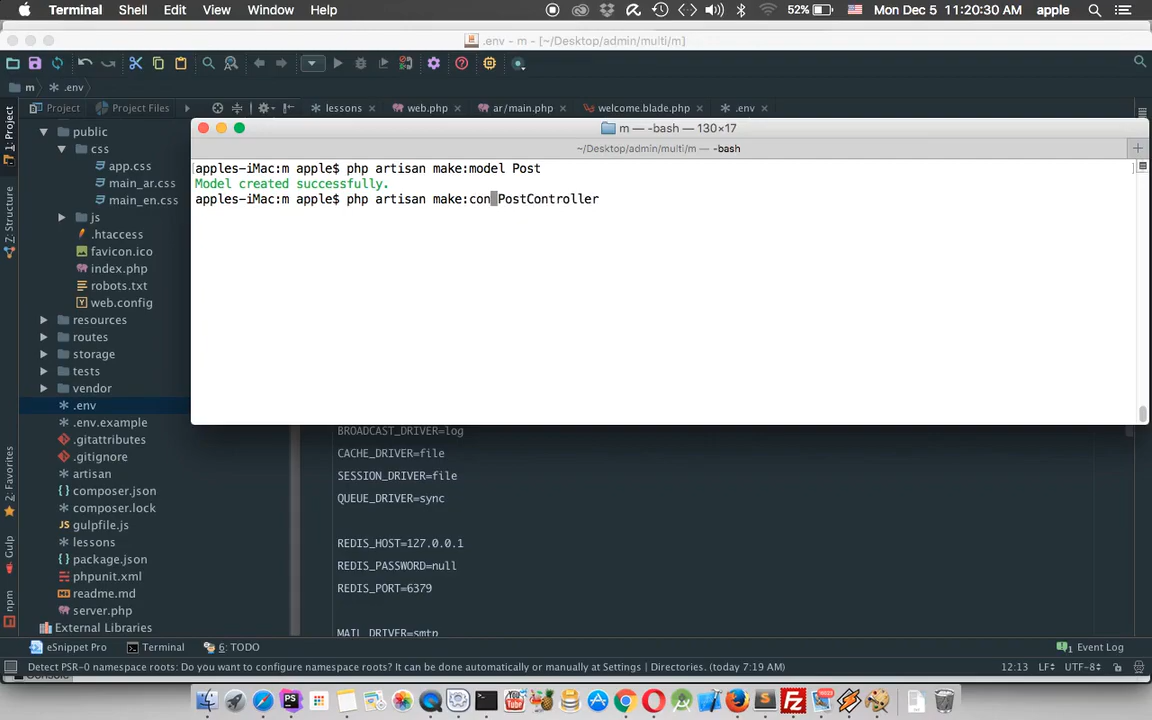 Terminal Shell Edit View Window Help 52% Mon Dec 5 11:20:30 AM apple
.env - m - [~/Desktop/admin/multi/m]
m .env
Project Project Files lessons web.php ar/main.php welcome.blade.php .env
m — -bash — 130×17
~/Desktop/admin/multi/m — -bash
apples-iMac:m apple$ php artisan make:model Post
Model created successfully.
apples-iMac:m apple$ php artisan make:con PostController
1: Project
7: Structure
2: Favorites
Gulp
npm
public
css
app.css
main_ar.css
main_en.css
js
.htaccess
favicon.ico
index.php
robots.txt
web.config
resources
routes
storage
tests
vendor
.env
.env.example
.gitattributes
.gitignore
artisan
composer.json
composer.lock
gulpfile.js
lessons
package.json
phpunit.xml
readme.md
server.php
External Libraries
BROADCAST_DRIVER=log
CACHE_DRIVER=file
SESSION_DRIVER=file
QUEUE_DRIVER=sync
REDIS_HOST=127.0.0.1
REDIS_PASSWORD=null
REDIS_PORT=6379
MAIL_DRIVER=smtp
eSnippet Pro Terminal 6: TODO 1 Event Log
Detect PSR-0 namespace roots: Do you want to configure namespace roots? It can be done automatically or manually at Settings | Directories. (today 7:19 AM) 12:13 LF÷ UTF-8÷
Console